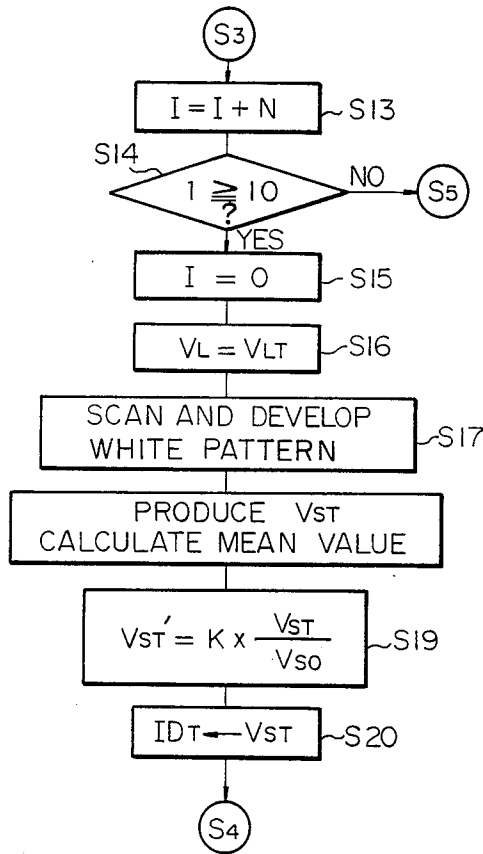 S3
I = I + N
S13
S14
1 ≧ 10
?
NO
S5
YES
I = 0
S15
VL = VLT
S16
SCAN AND DEVELOP
WHITE PATTERN
S17
PRODUCE VST
CALCULATE MEAN VALUE
VST' = K x VST / VSO
S19
IDT ← VST
S20
S4